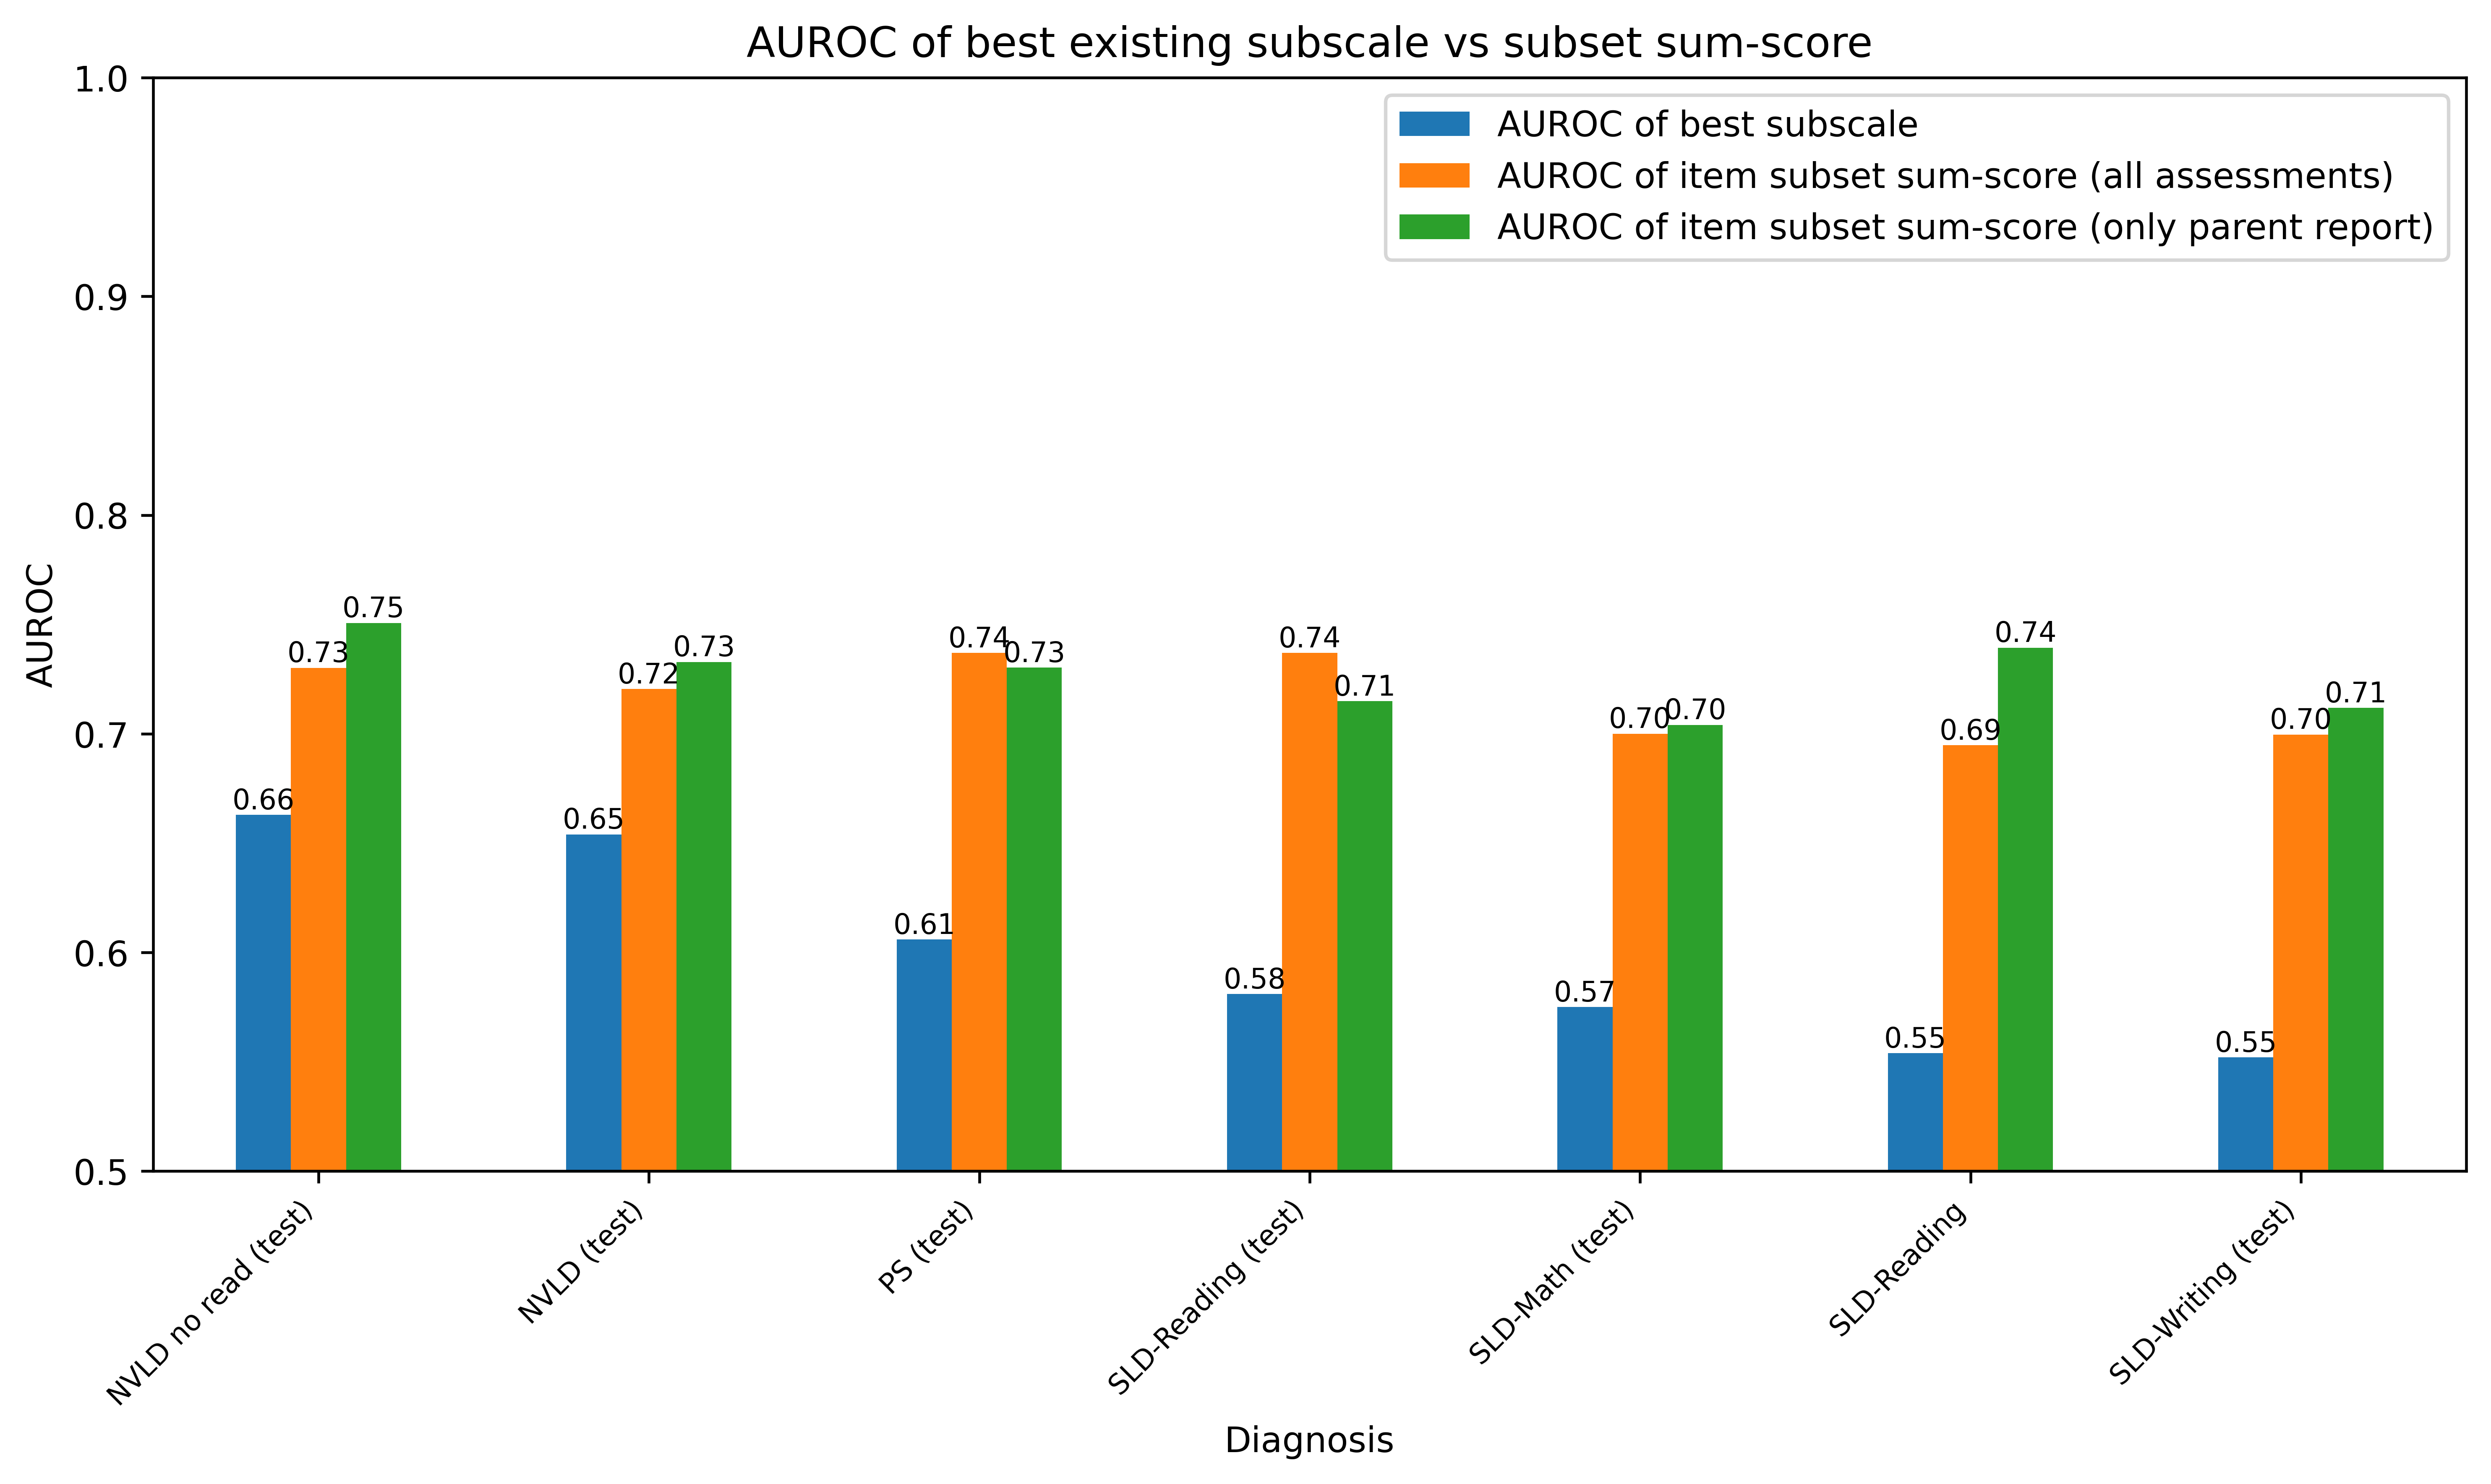 AUROC of best existing subscale vs subset sum-score
AUROC of best subscale
AUROC of item subset sum-score (all assessments)
AUROC of item subset sum-score (only parent report)
AUROC
1.0
0.9
0.8
0.7
0.6
0.5
0.66
0.73
0.75
0.65
0.72
0.73
0.61
0.74
0.73
0.58
0.74
0.71
0.57
0.70
0.70
0.55
0.69
0.74
0.55
0.70
0.71
NVLD no read (test)
NVLD (test)
PS (test)
SLD-Reading (test)
SLD-Math (test)
SLD-Reading
SLD-Writing (test)
Diagnosis